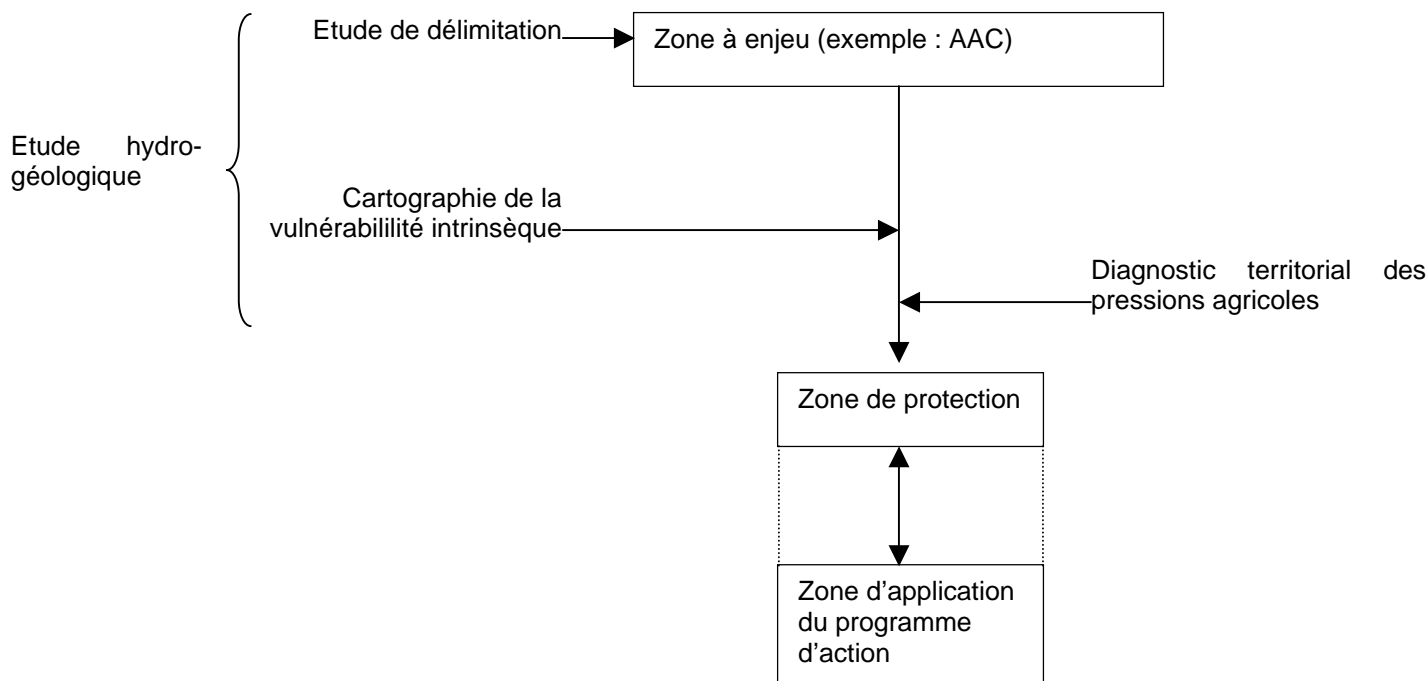 Etude de délimitation
Zone à enjeu (exemple : AAC)
Etude hydro-
géologique
Cartographie de la
vulnérabililité intrinsèque
Diagnostic territorial des
pressions agricoles
Zone de protection
Zone d'application
du programme
d'action